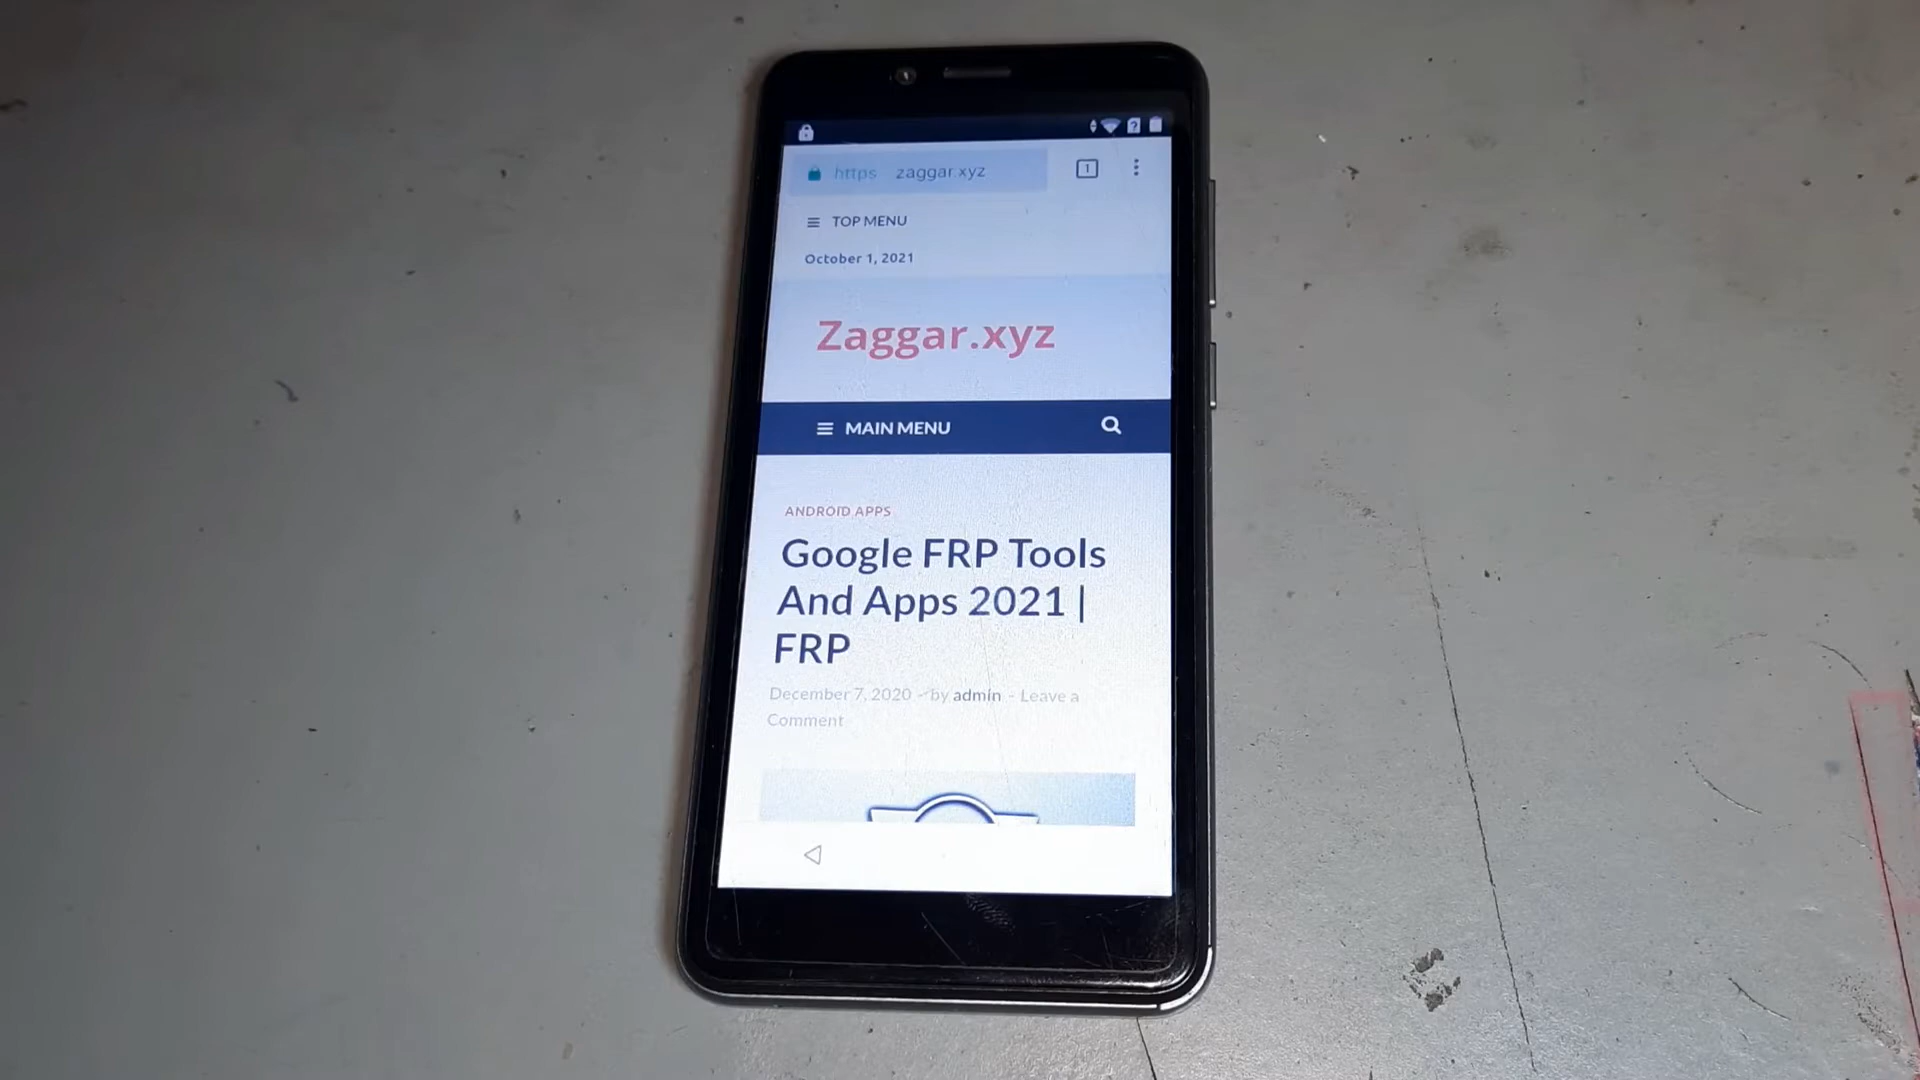 https zaggar.xyz
1
TOP MENU
October 1, 2021
Zaggar.xyz
MAIN MENU
ANDROID APPS
Google FRP Tools
And Apps 2021 |
FRP
December 7, 2020 - by admin - Leave a
Comment